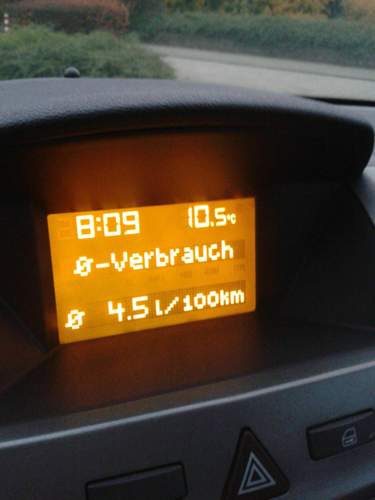 8:09 10.5°C
Ø-Verbrauch
Ø 4.5 l/100km